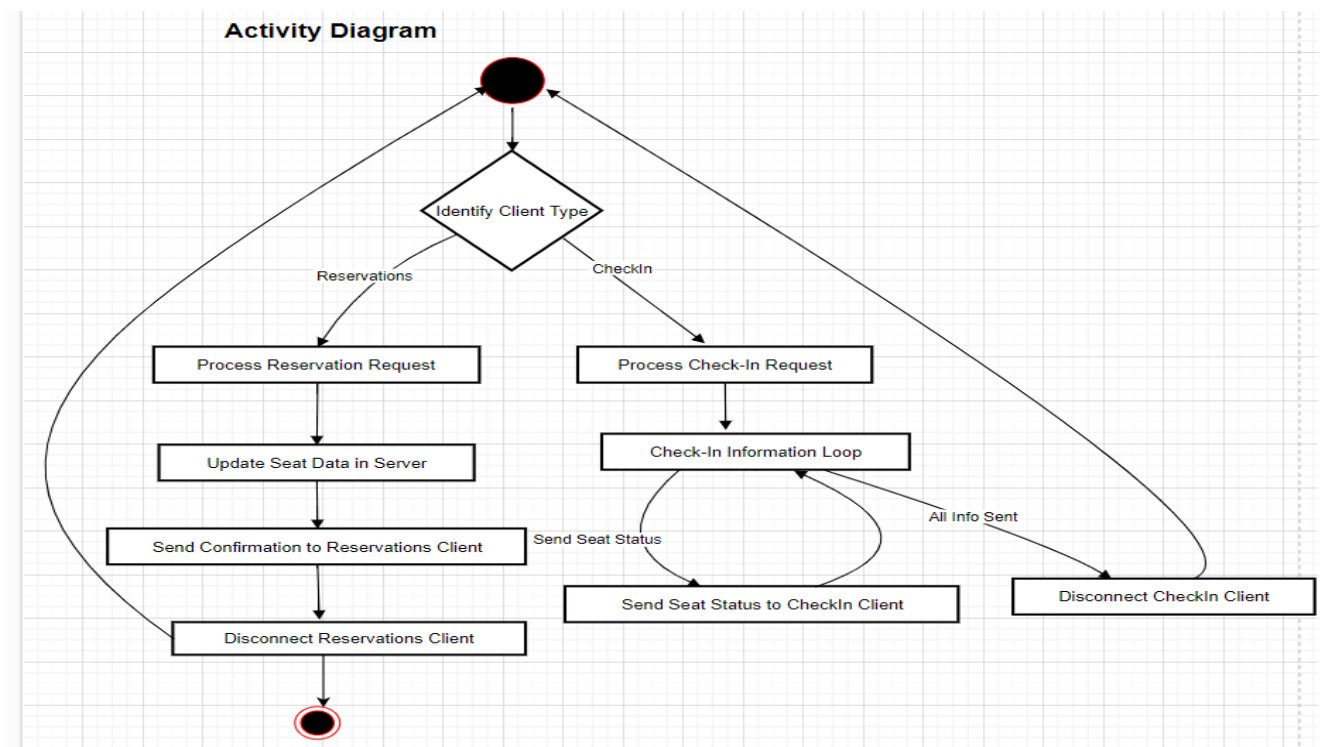 Activity Diagram
Identify Client Type
Reservations
CheckIn
Process Reservation Request
Process Check-In Request
Update Seat Data in Server
Check-In Information Loop
All Info Sent
Send Confirmation to Reservations Client
Send Seat Status
Send Seat Status to CheckIn Client
Disconnect CheckIn Client
Disconnect Reservations Client